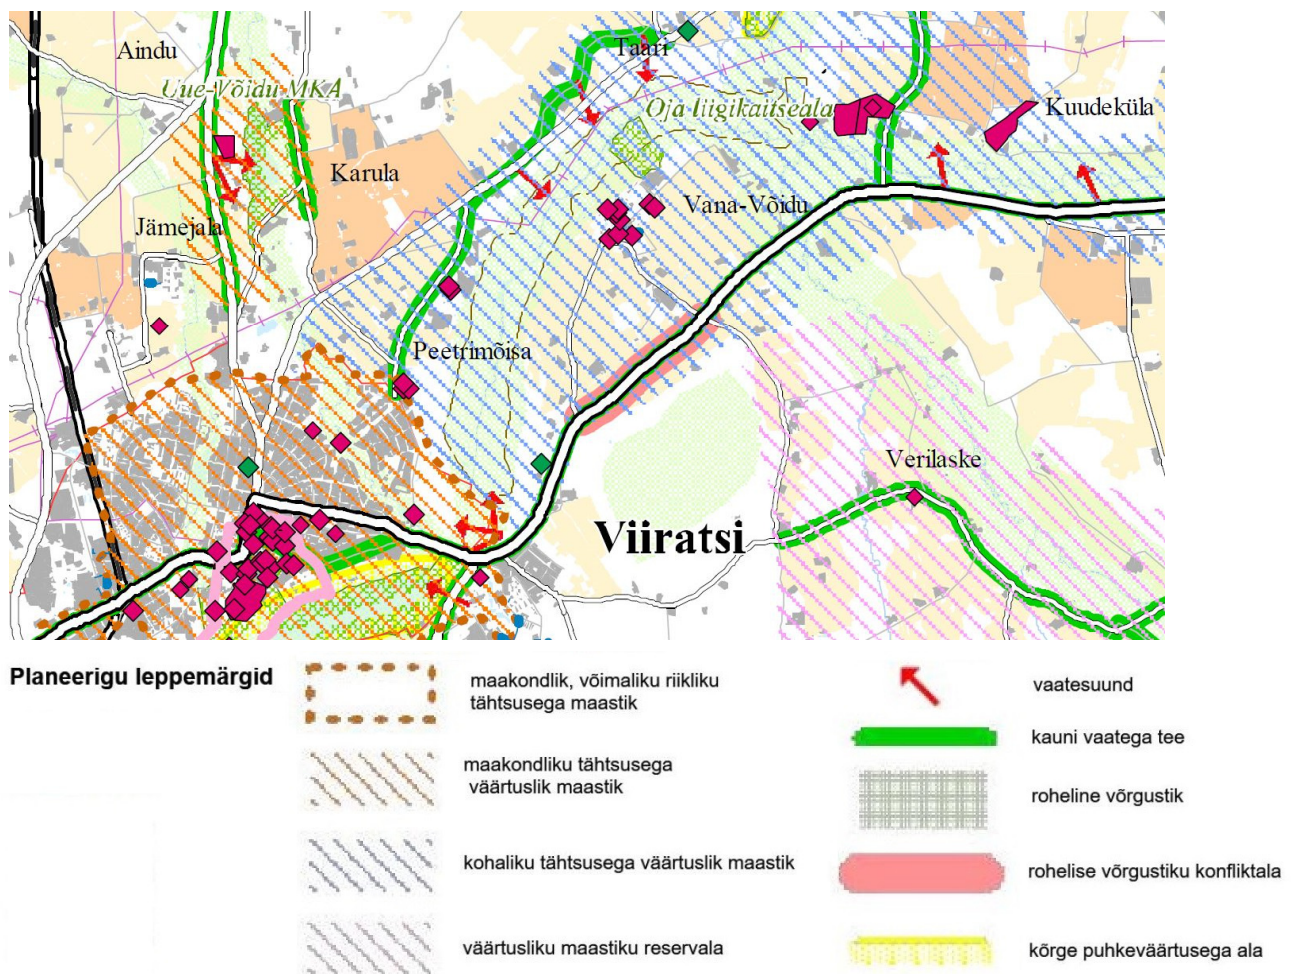 Aindu
Taari
Uue-Võidu MKA
Oja liigikaitseala
Kuudeküla
Karula
Vana-Võidu
Jämejala
Peetrimõisa
Verilaske
Viiratsi
Planeerigu leppemärgid
maakondlik, võimaliku riikliku
tähtsusega maastik
maakondliku tähtsusega
väärtuslik maastik
kohaliku tähtsusega väärtuslik maastik
väärtusliku maastiku reservala
vaatesuund
kauni vaatega tee
roheline võrgustik
rohelise võrgustiku konfliktala
kõrge puhkeväärtusega ala